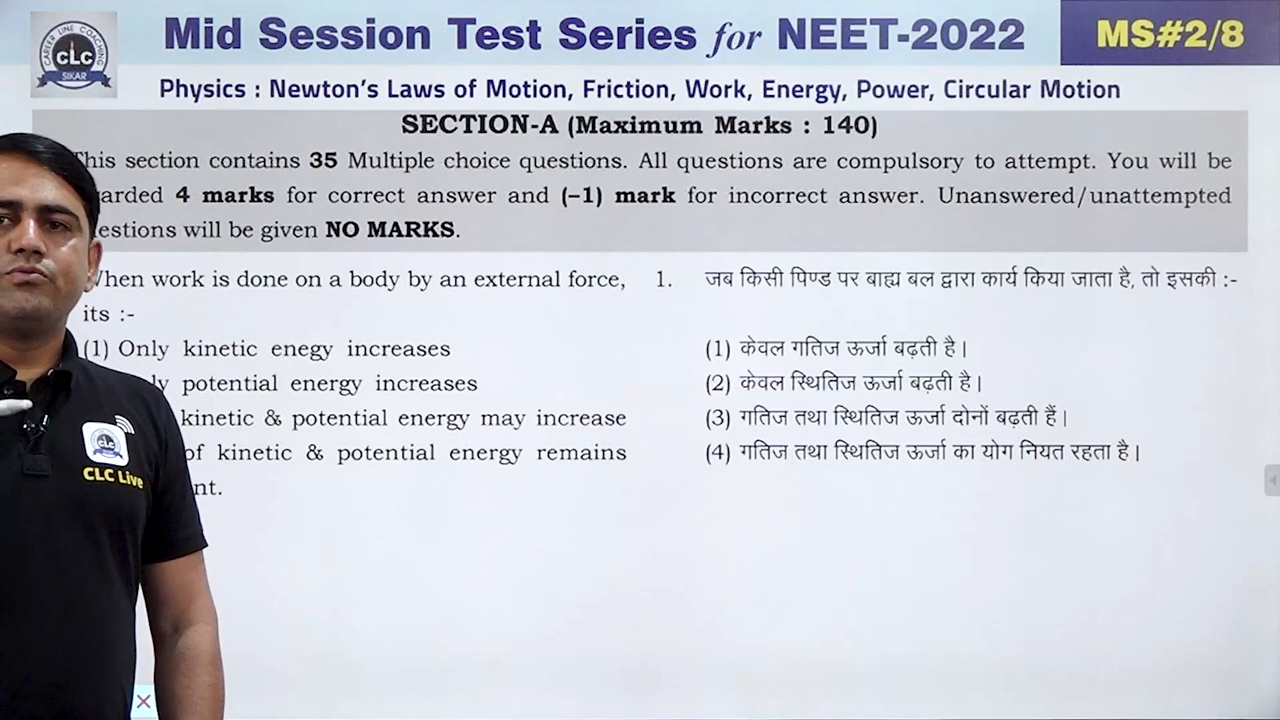 Mid Session Test Series for NEET-2022
MS#2/8
CAREER LINE COACHING
CLC
SIKAR
Physics : Newton's Laws of Motion, Friction, Work, Energy, Power, Circular Motion
SECTION-A (Maximum Marks : 140)
This section contains 35 Multiple choice questions. All questions are compulsory to attempt. You will be
4 marks for correct answer and (–1) mark for incorrect answer. Unanswered/unattempted
will be given NO MARKS.
When work is done on a body by an external force,
its :-
(1) Only kinetic enegy increases
potential energy increases
kinetic & potential energy may increase
of kinetic & potential energy remains
1. जब किसी पिण्ड पर बाह्य बल द्वारा कार्य किया जाता है, तो इसकी :-
(1) केवल गतिज ऊर्जा बढ़ती है।
(2) केवल स्थितिज ऊर्जा बढ़ती है।
(3) गतिज तथा स्थितिज ऊर्जा दोनों बढ़ती हैं।
(4) गतिज तथा स्थितिज ऊर्जा का योग नियत रहता है।
CLC
CLC Live